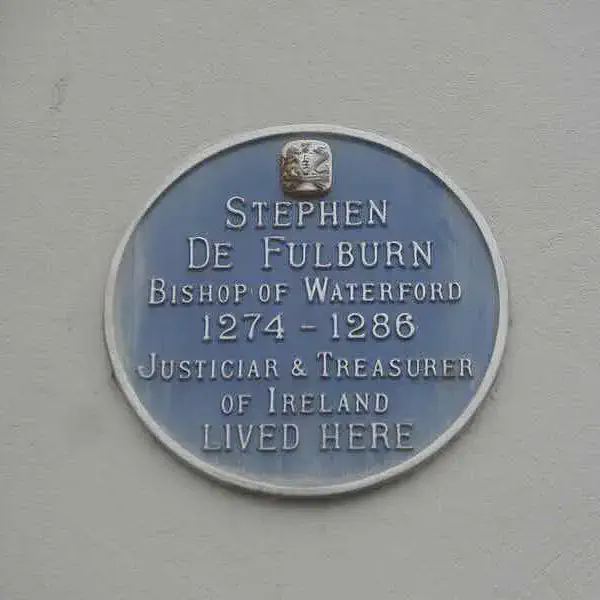 STEPHEN
DE FULBURN
BISHOP OF WATERFORD
1274 – 1286
JUSTICIAR & TREASURER
OF IRELAND
LIVED HERE